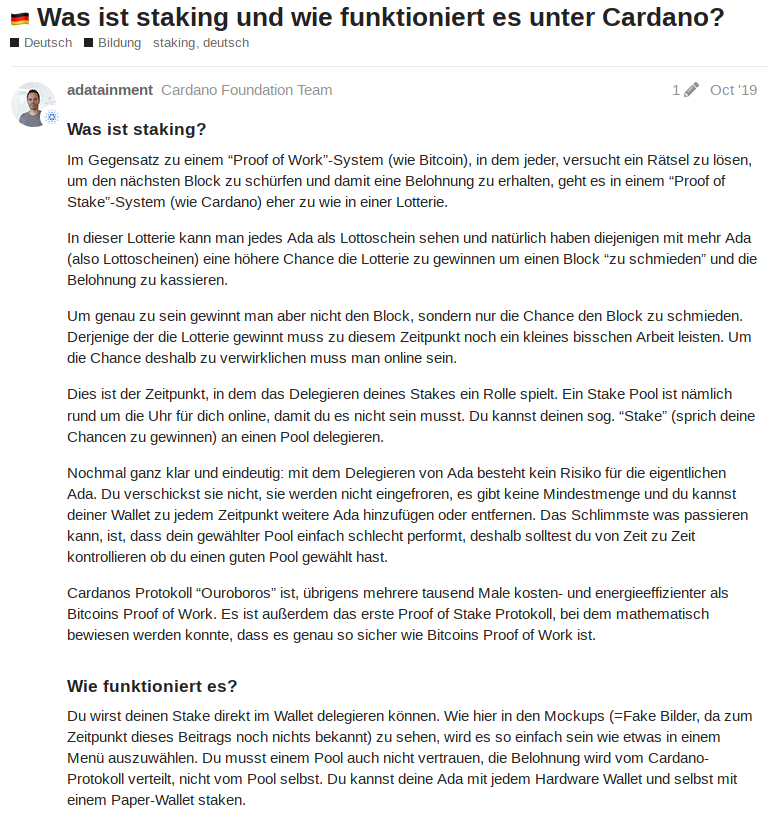 Was ist staking und wie funktioniert es unter Cardano?
Deutsch Bildung staking, deutsch
adatainment Cardano Foundation Team 1 Oct '19
Was ist staking?
Im Gegensatz zu einem “Proof of Work”-System (wie Bitcoin), in dem jeder, versucht ein Rätsel zu lösen,
um den nächsten Block zu schürfen und damit eine Belohnung zu erhalten, geht es in einem “Proof of
Stake”-System (wie Cardano) eher zu wie in einer Lotterie.
In dieser Lotterie kann man jedes Ada als Lottoschein sehen und natürlich haben diejenigen mit mehr Ada
(also Lottoscheinen) eine höhere Chance die Lotterie zu gewinnen um einen Block “zu schmieden” und die
Belohnung zu kassieren.
Um genau zu sein gewinnt man aber nicht den Block, sondern nur die Chance den Block zu schmieden.
Derjenige der die Lotterie gewinnt muss zu diesem Zeitpunkt noch ein kleines bisschen Arbeit leisten. Um
die Chance deshalb zu verwirklichen muss man online sein.
Dies ist der Zeitpunkt, in dem das Delegieren deines Stakes ein Rolle spielt. Ein Stake Pool ist nämlich
rund um die Uhr für dich online, damit du es nicht sein musst. Du kannst deinen sog. “Stake” (sprich deine
Chancen zu gewinnen) an einen Pool delegieren.
Nochmal ganz klar und eindeutig: mit dem Delegieren von Ada besteht kein Risiko für die eigentlichen
Ada. Du verschickst sie nicht, sie werden nicht eingefroren, es gibt keine Mindestmenge und du kannst
deiner Wallet zu jedem Zeitpunkt weitere Ada hinzufügen oder entfernen. Das Schlimmste was passieren
kann, ist, dass dein gewählter Pool einfach schlecht performt, deshalb solltest du von Zeit zu Zeit
kontrollieren ob du einen guten Pool gewählt hast.
Cardanos Protokoll “Ouroboros” ist, übrigens mehrere tausend Male kosten- und energieeffizienter als
Bitcoins Proof of Work. Es ist außerdem das erste Proof of Stake Protokoll, bei dem mathematisch
bewiesen werden konnte, dass es genau so sicher wie Bitcoins Proof of Work ist.
Wie funktioniert es?
Du wirst deinen Stake direkt im Wallet delegieren können. Wie hier in den Mockups (=Fake Bilder, da zum
Zeitpunkt dieses Beitrags noch nichts bekannt) zu sehen, wird es so einfach sein wie etwas in einem
Menü auszuwählen. Du musst einem Pool auch nicht vertrauen, die Belohnung wird vom Cardano-
Protokoll verteilt, nicht vom Pool selbst. Du kannst deine Ada mit jedem Hardware Wallet und selbst mit
einem Paper-Wallet staken.